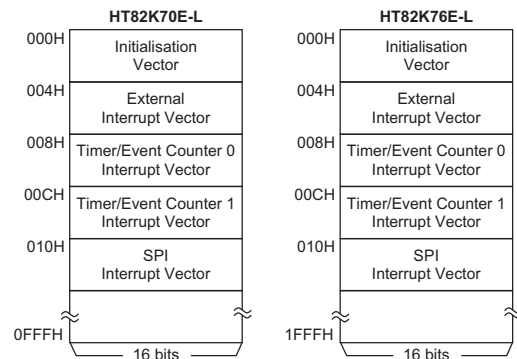 HT82K70E-L
000H
Initialisation
Vector
004H
External
Interrupt Vector
008H
Timer/Event Counter 0
Interrupt Vector
00CH
Timer/Event Counter 1
Interrupt Vector
010H
SPI
Interrupt Vector
0FFFH
16 bits
HT82K76E-L
000H
Initialisation
Vector
004H
External
Interrupt Vector
008H
Timer/Event Counter 0
Interrupt Vector
00CH
Timer/Event Counter 1
Interrupt Vector
010H
SPI
Interrupt Vector
1FFFH
16 bits